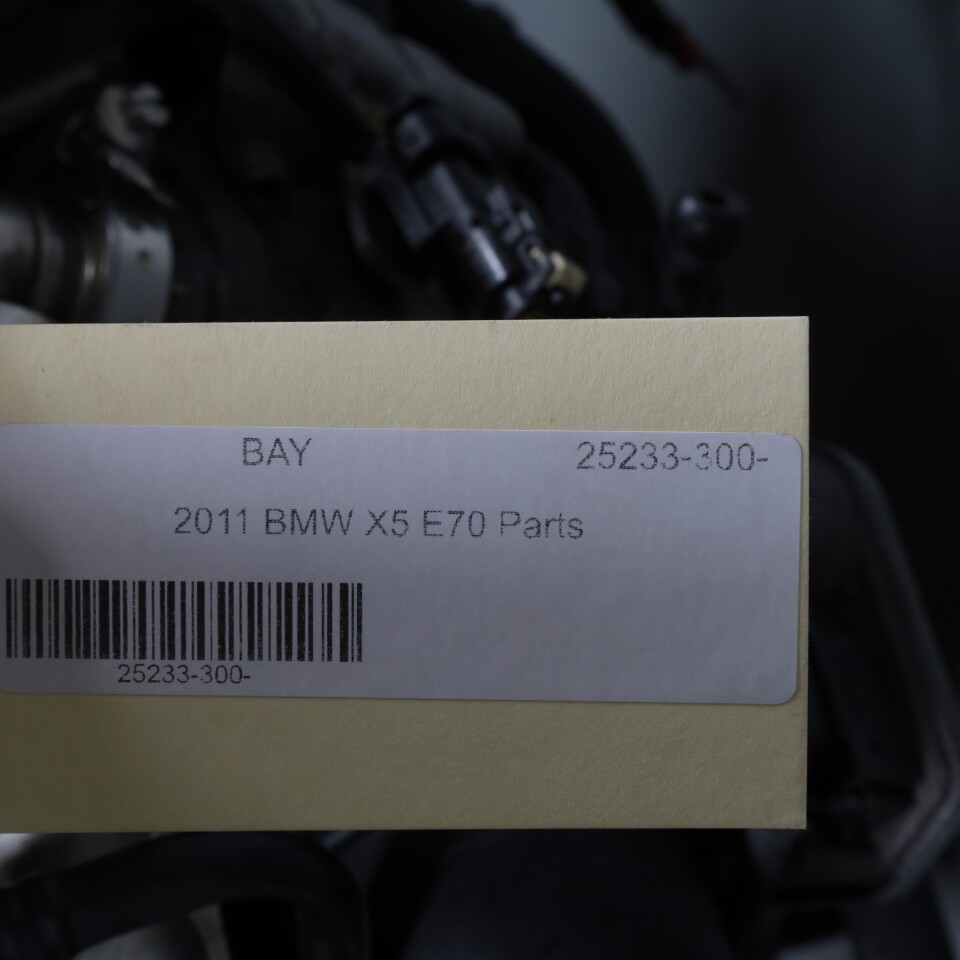 BAY 25233-300-
2011 BMW X5 E70 Parts
25233-300-